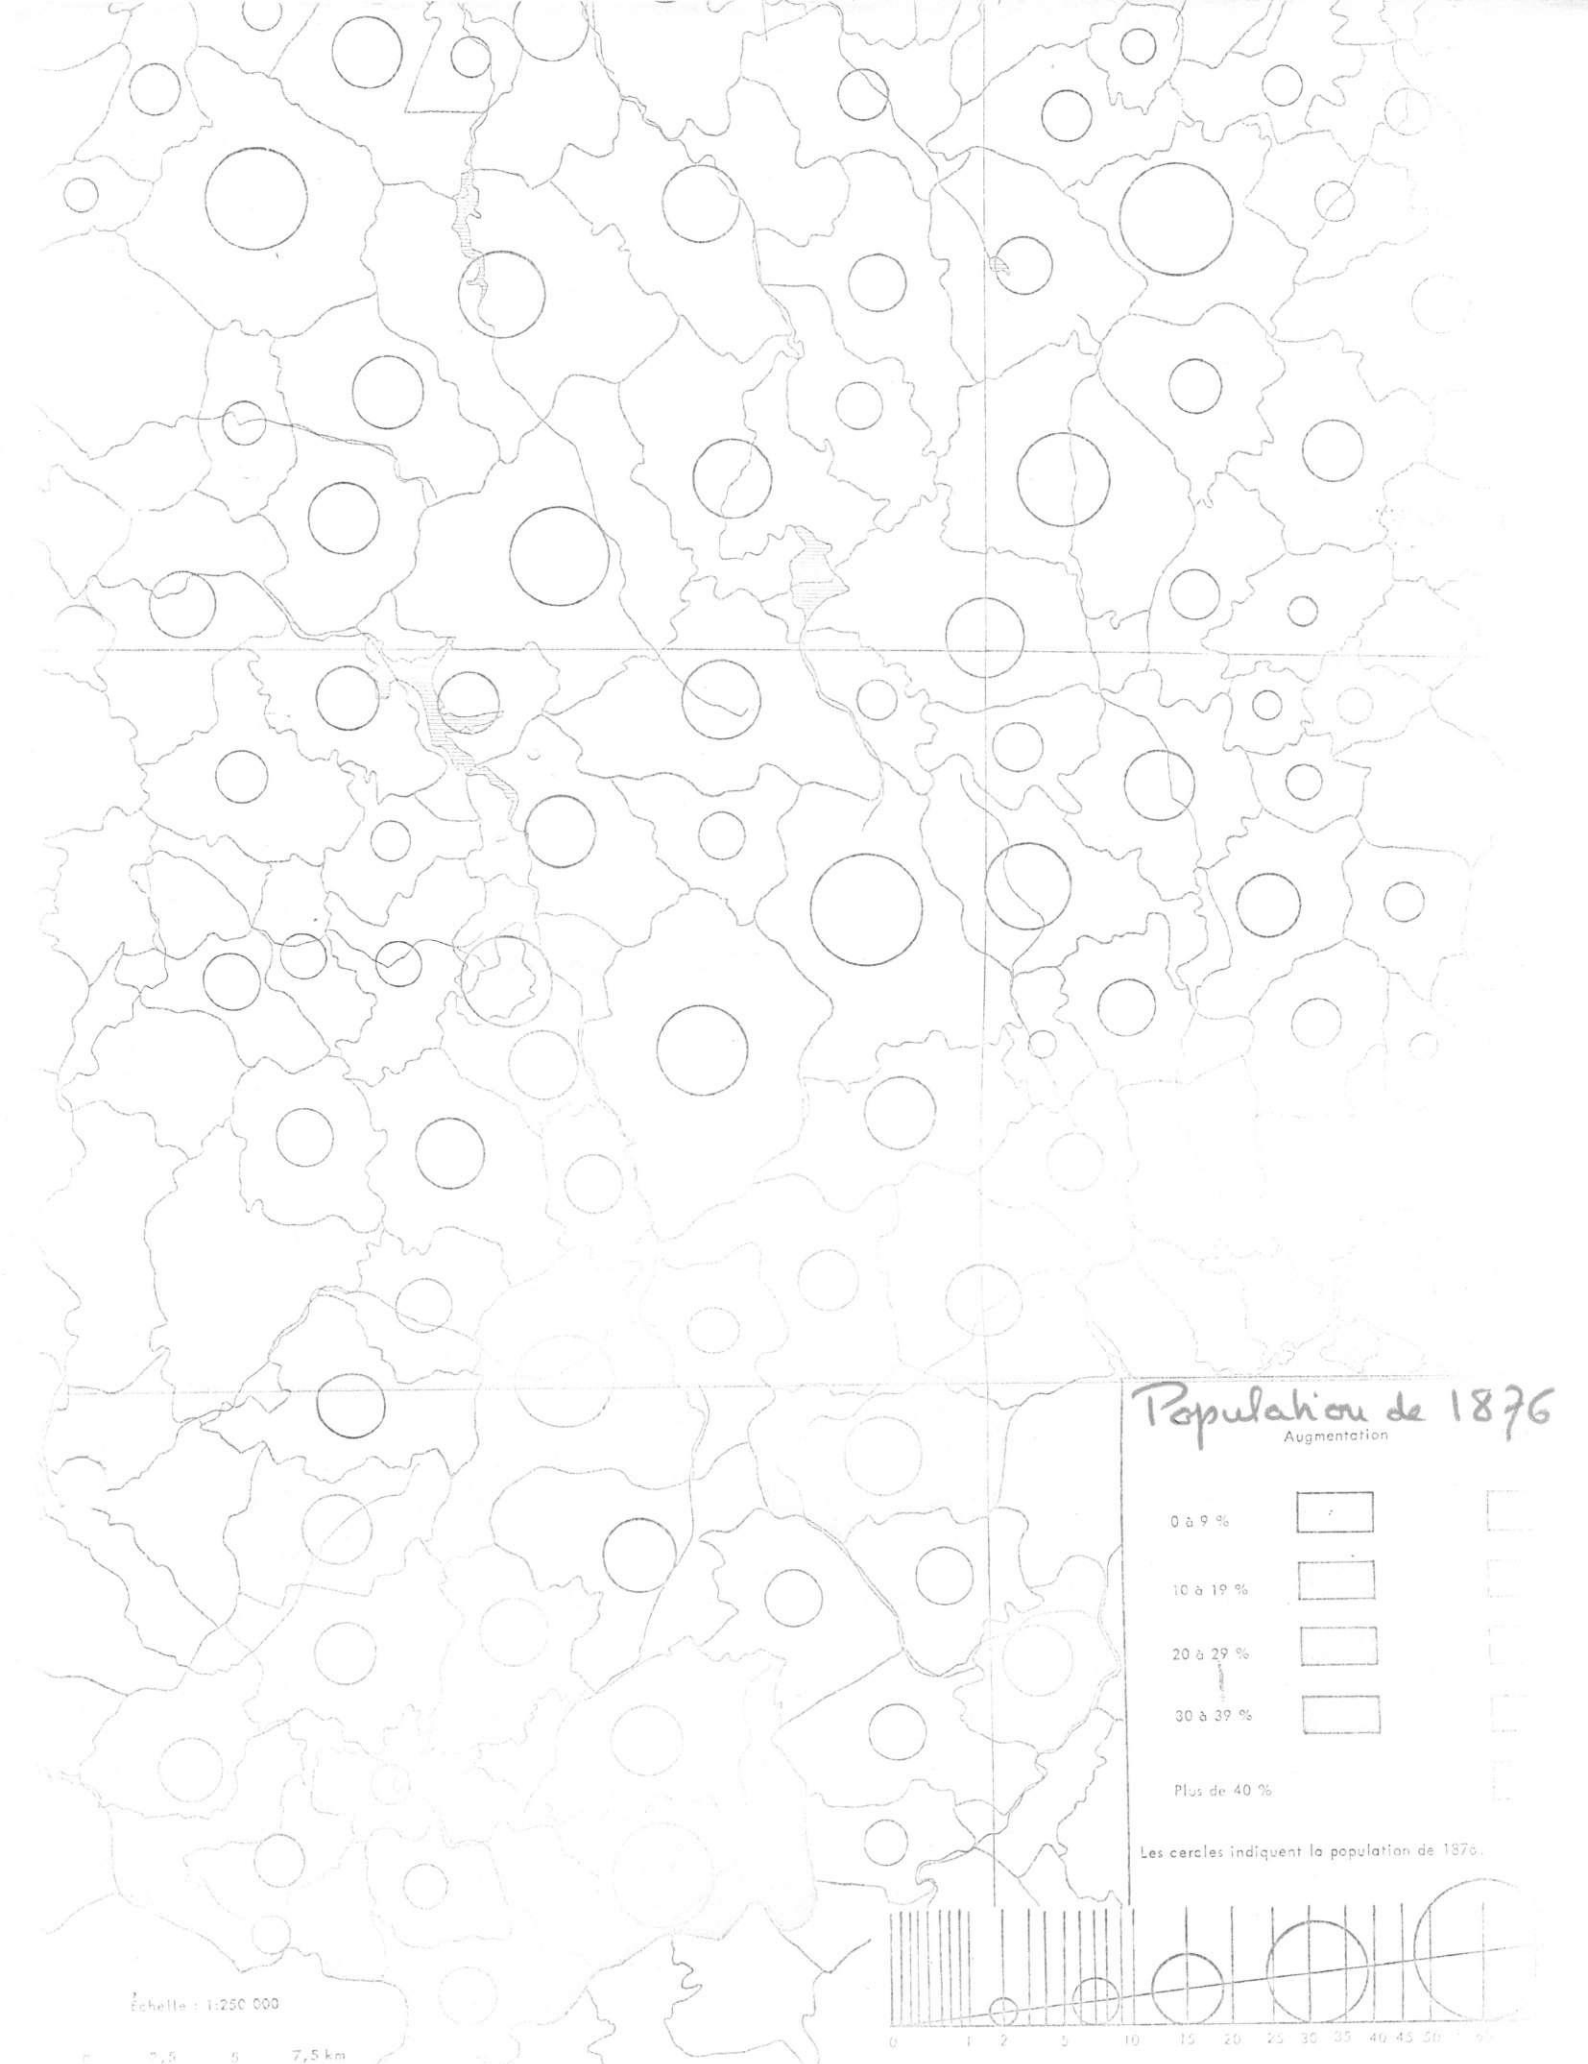 Population de 1876
Augmentation
0 à 9 %
10 à 19 %
20 à 29 %
30 à 39 %
Plus de 40 %
Les cercles indiquent la population de 1876.
Échelle : 1:250 000
5 7,5 km
0 1 2 5 10 15 20 25 30 35 40 45 50